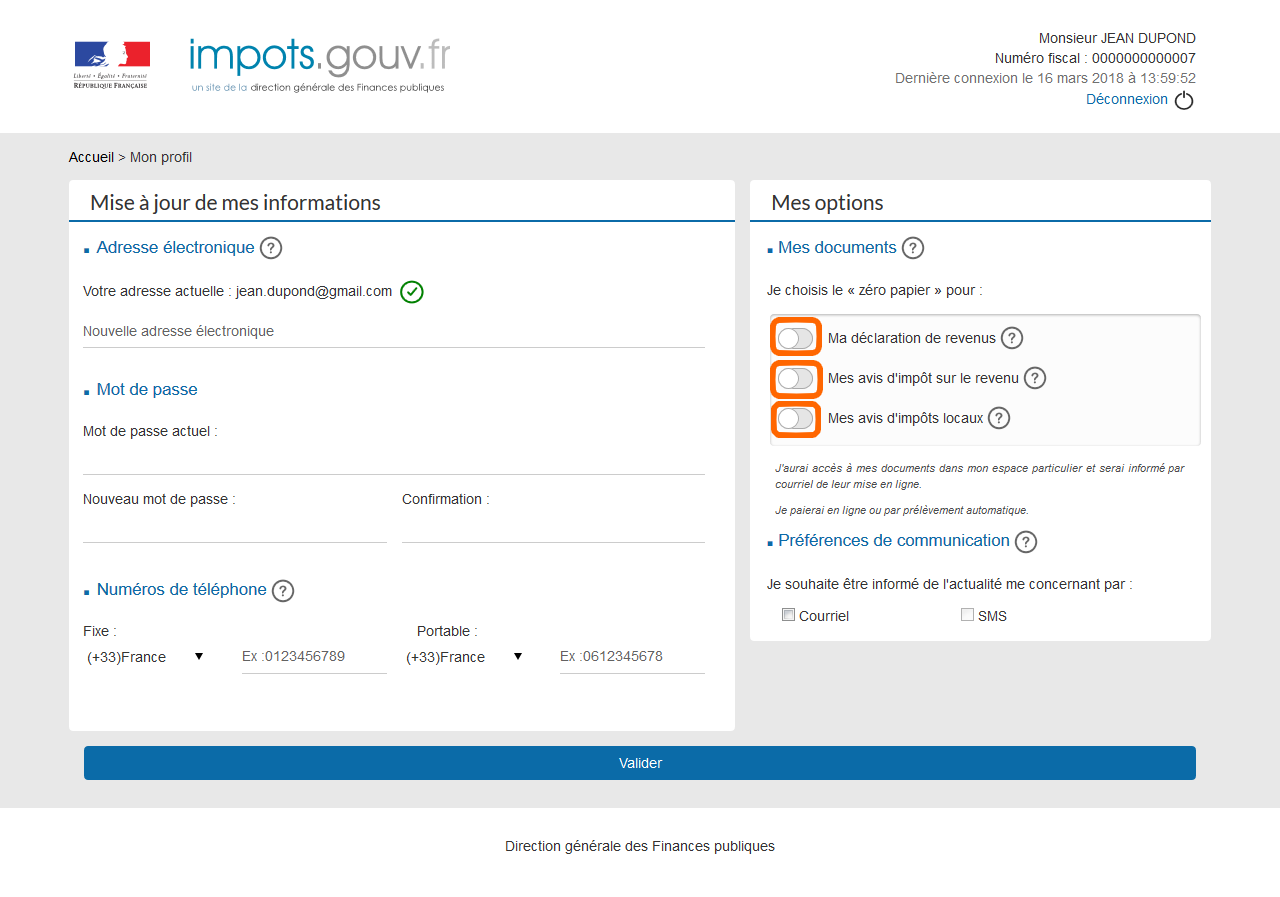 Liberté • Égalité • Fraternité
RÉPUBLIQUE FRANÇAISE
impots.gouv.fr
un site de la direction générale des Finances publiques
Monsieur JEAN DUPOND
Numéro fiscal : 0000000000007
Dernière connexion le 16 mars 2018 à 13:59:52
Déconnexion
Accueil > Mon profil
Mise à jour de mes informations
Adresse électronique ?
Votre adresse actuelle : jean.dupond@gmail.com
Nouvelle adresse électronique
Mot de passe
Mot de passe actuel :
Nouveau mot de passe : Confirmation :
Numéros de téléphone ?
Fixe : Portable :
(+33)France ▼ Ex :0123456789 (+33)France ▼ Ex :0612345678
Mes options
Mes documents ?
Je choisis le « zéro papier » pour :
Ma déclaration de revenus ?
Mes avis d'impôt sur le revenu ?
Mes avis d'impôts locaux ?
J'aurai accès à mes documents dans mon espace particulier et serai informé par
courriel de leur mise en ligne.
Je paierai en ligne ou par prélèvement automatique.
Préférences de communication ?
Je souhaite être informé de l'actualité me concernant par :
Courriel SMS
Valider
Direction générale des Finances publiques